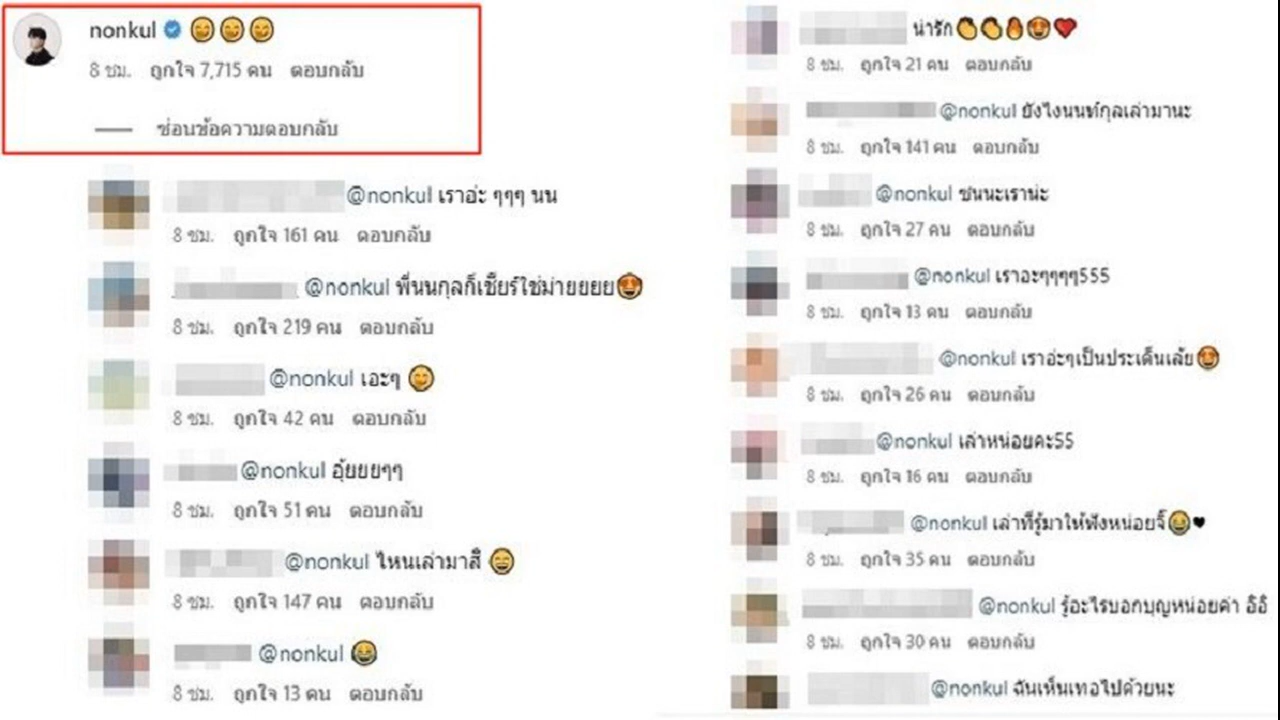 nonkul 😊😊😊
8 ชม. ถูกใจ 7,715 คน ตอบกลับ
ซ่อนข้อความตอบกลับ
@nonkul เราอ่ะ ๆๆๆ นน
8 ชม. ถูกใจ 161 คน ตอบกลับ
@nonkul พี่นนกุลก็เชียร์ใช่ม่ายยยย🤩
8 ชม. ถูกใจ 219 คน ตอบกลับ
@nonkul เอะๆ 🤭
8 ชม. ถูกใจ 42 คน ตอบกลับ
@nonkul อุ้ยยยๆๆ
8 ชม. ถูกใจ 51 คน ตอบกลับ
@nonkul ไหนเล่ามาสิ๊ 😄
8 ชม. ถูกใจ 147 คน ตอบกลับ
@nonkul 😂
8 ชม. ถูกใจ 13 คน ตอบกลับ
น่ารัก👏👏🔥😍❤️
8 ชม. ถูกใจ 21 คน ตอบกลับ
@nonkul ยังไงนนท์กุลเล่ามานะ
8 ชม. ถูกใจ 141 คน ตอบกลับ
@nonkul ซนนะเราน่ะ
8 ชม. ถูกใจ 27 คน ตอบกลับ
@nonkul เราอะๆๆๆๆ555
8 ชม. ถูกใจ 13 คน ตอบกลับ
@nonkul เราอ่ะๆเป็นประเด็นเล้ย🤩
8 ชม. ถูกใจ 26 คน ตอบกลับ
@nonkul เล่าหน่อยคะ55
8 ชม. ถูกใจ 16 คน ตอบกลับ
@nonkul เล่าที่รู้มาให้ฟังหน่อยจิ๊😂♥
8 ชม. ถูกใจ 35 คน ตอบกลับ
@nonkul รู้อะไรบอกบุญหน่อยค่า อิอิ
8 ชม. ถูกใจ 30 คน ตอบกลับ
@nonkul ฉันเห็นเทอไปด้วยนะ